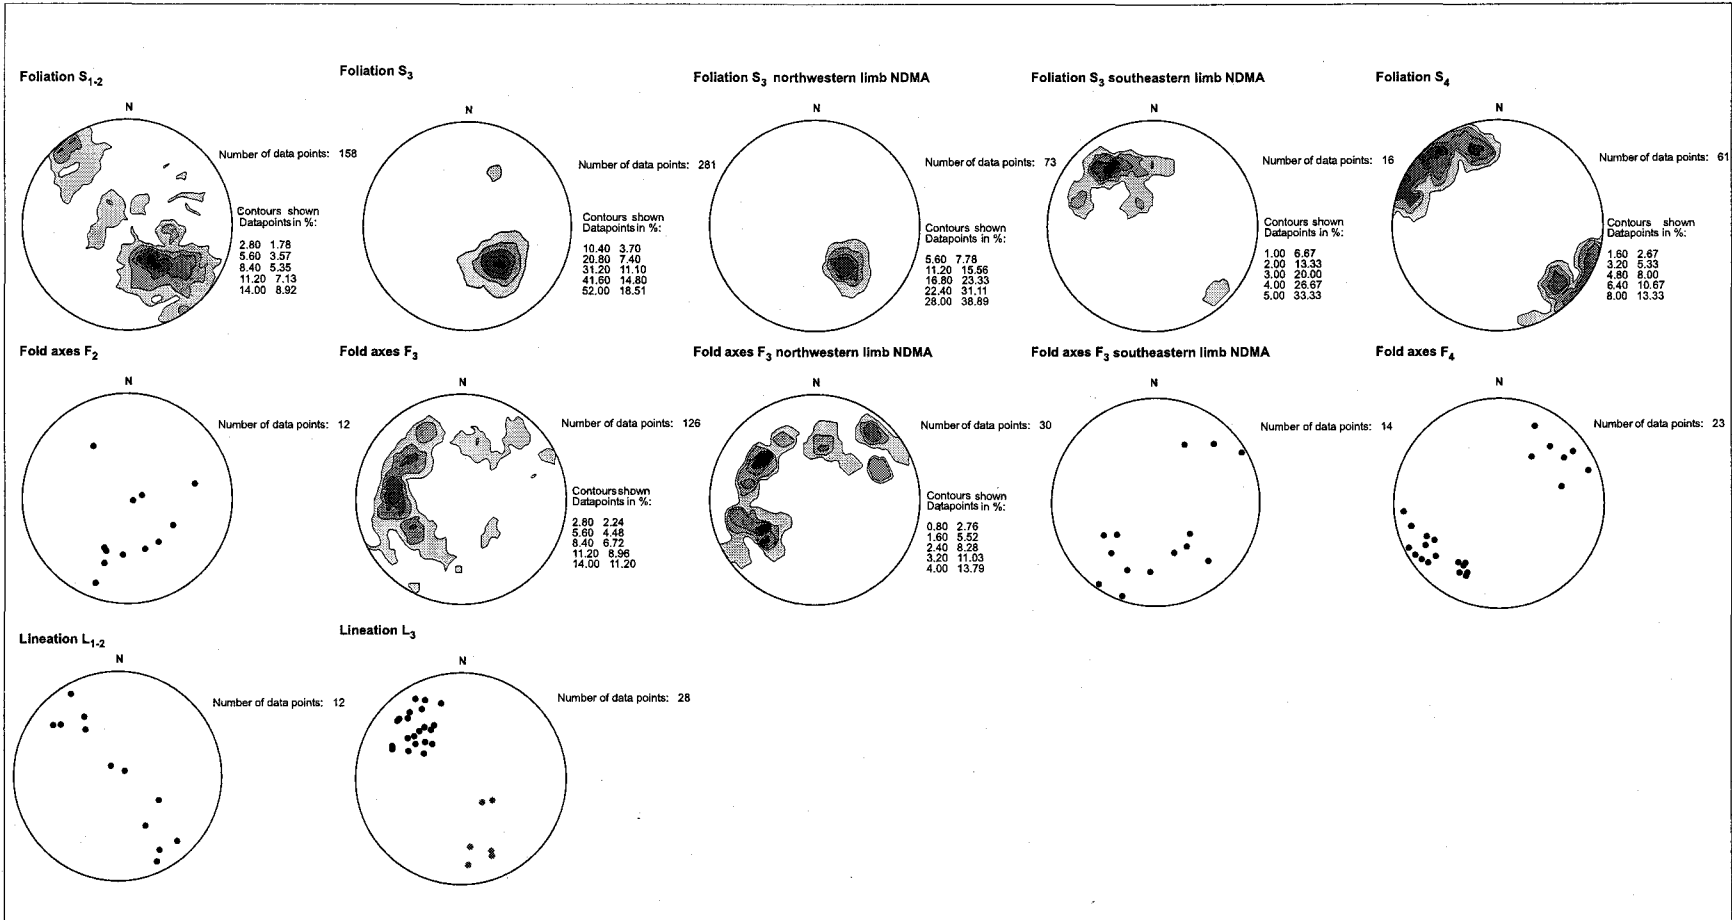 Foliation S1-2
N
Number of data points: 158
Contours shown
Datapoints in %:
2.80 1.78
5.60 3.57
8.40 5.35
11.20 7.13
14.00 8.92
Foliation S3
N
Number of data points: 281
Contours shown
Datapoints in %:
10.40 3.70
20.80 7.40
31.20 11.10
41.60 14.80
52.00 18.51
Foliation S3 northwestern limb NDMA
N
Number of data points: 73
Contours shown
Datapoints in %:
5.60 7.78
11.20 15.56
16.80 23.33
22.40 31.11
28.00 38.89
Foliation S3 southeastern limb NDMA
N
Number of data points: 16
Contours shown
Datapoints in %:
1.00 6.67
2.00 13.33
3.00 20.00
4.00 26.67
5.00 33.33
Foliation S4
N
Number of data points: 61
Contours shown
Datapoints in %:
1.60 2.67
3.20 5.33
4.80 8.00
6.40 10.67
8.00 13.33
Fold axes F2
N
Number of data points: 12
Fold axes F3
N
Number of data points: 126
Contours shown
Datapoints in %:
2.80 2.24
5.60 4.48
8.40 6.72
11.20 8.96
14.00 11.20
Fold axes F3 northwestern limb NDMA
N
Number of data points: 30
Contours shown
Datapoints in %:
0.80 2.76
1.60 5.52
2.40 8.28
3.20 11.03
4.00 13.79
Fold axes F3 southeastern limb NDMA
N
Number of data points: 14
Fold axes F4
N
Number of data points: 23
Lineation L1-2
N
Number of data points: 12
Lineation L3
N
Number of data points: 28